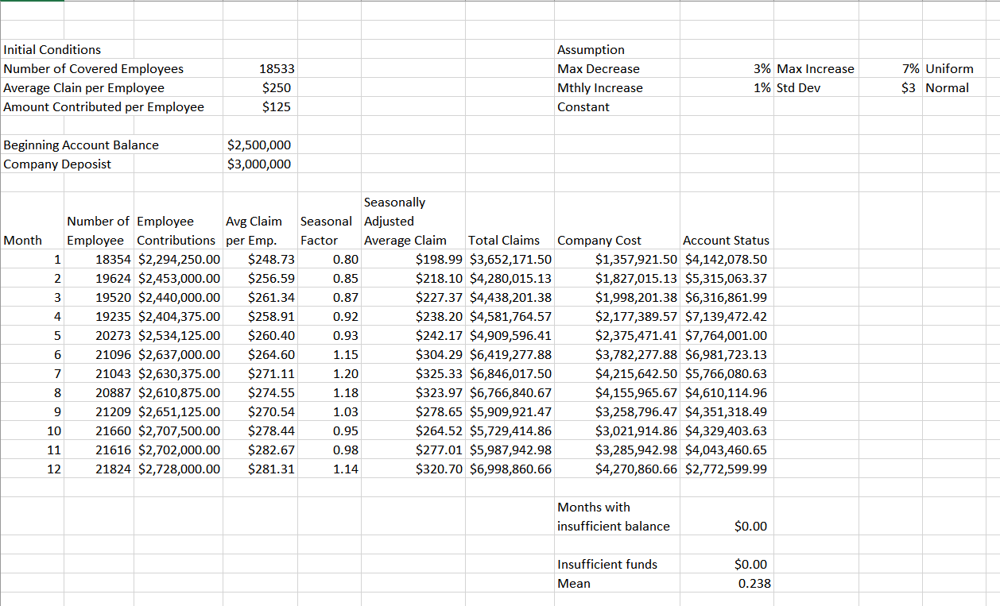 Initial Conditions Assumption
Number of Covered Employees 18533 Max Decrease 3% Max Increase 7% Uniform
Average Clain per Employee $250 Mthly Increase 1% Std Dev $3 Normal
Amount Contributed per Employee $125 Constant
Beginning Account Balance $2,500,000
Company Deposist $3,000,000
Seasonally
Number of Employee Avg Claim Seasonal Adjusted
Month Employee Contributions per Emp. Factor Average Claim Total Claims Company Cost Account Status
1 18354 $2,294,250.00 $248.73 0.80 $198.99 $3,652,171.50 $1,357,921.50 $4,142,078.50
2 19624 $2,453,000.00 $256.59 0.85 $218.10 $4,280,015.13 $1,827,015.13 $5,315,063.37
3 19520 $2,440,000.00 $261.34 0.87 $227.37 $4,438,201.38 $1,998,201.38 $6,316,861.99
4 19235 $2,404,375.00 $258.91 0.92 $238.20 $4,581,764.57 $2,177,389.57 $7,139,472.42
5 20273 $2,534,125.00 $260.40 0.93 $242.17 $4,909,596.41 $2,375,471.41 $7,764,001.00
6 21096 $2,637,000.00 $264.60 1.15 $304.29 $6,419,277.88 $3,782,277.88 $6,981,723.13
7 21043 $2,630,375.00 $271.11 1.20 $325.33 $6,846,017.50 $4,215,642.50 $5,766,080.63
8 20887 $2,610,875.00 $274.55 1.18 $323.97 $6,766,840.67 $4,155,965.67 $4,610,114.96
9 21209 $2,651,125.00 $270.54 1.03 $278.65 $5,909,921.47 $3,258,796.47 $4,351,318.49
10 21660 $2,707,500.00 $278.44 0.95 $264.52 $5,729,414.86 $3,021,914.86 $4,329,403.63
11 21616 $2,702,000.00 $282.67 0.98 $277.01 $5,987,942.98 $3,285,942.98 $4,043,460.65
12 21824 $2,728,000.00 $281.31 1.14 $320.70 $6,998,860.66 $4,270,860.66 $2,772,599.99
Months with
insufficient balance $0.00
Insufficient funds $0.00
Mean 0.238